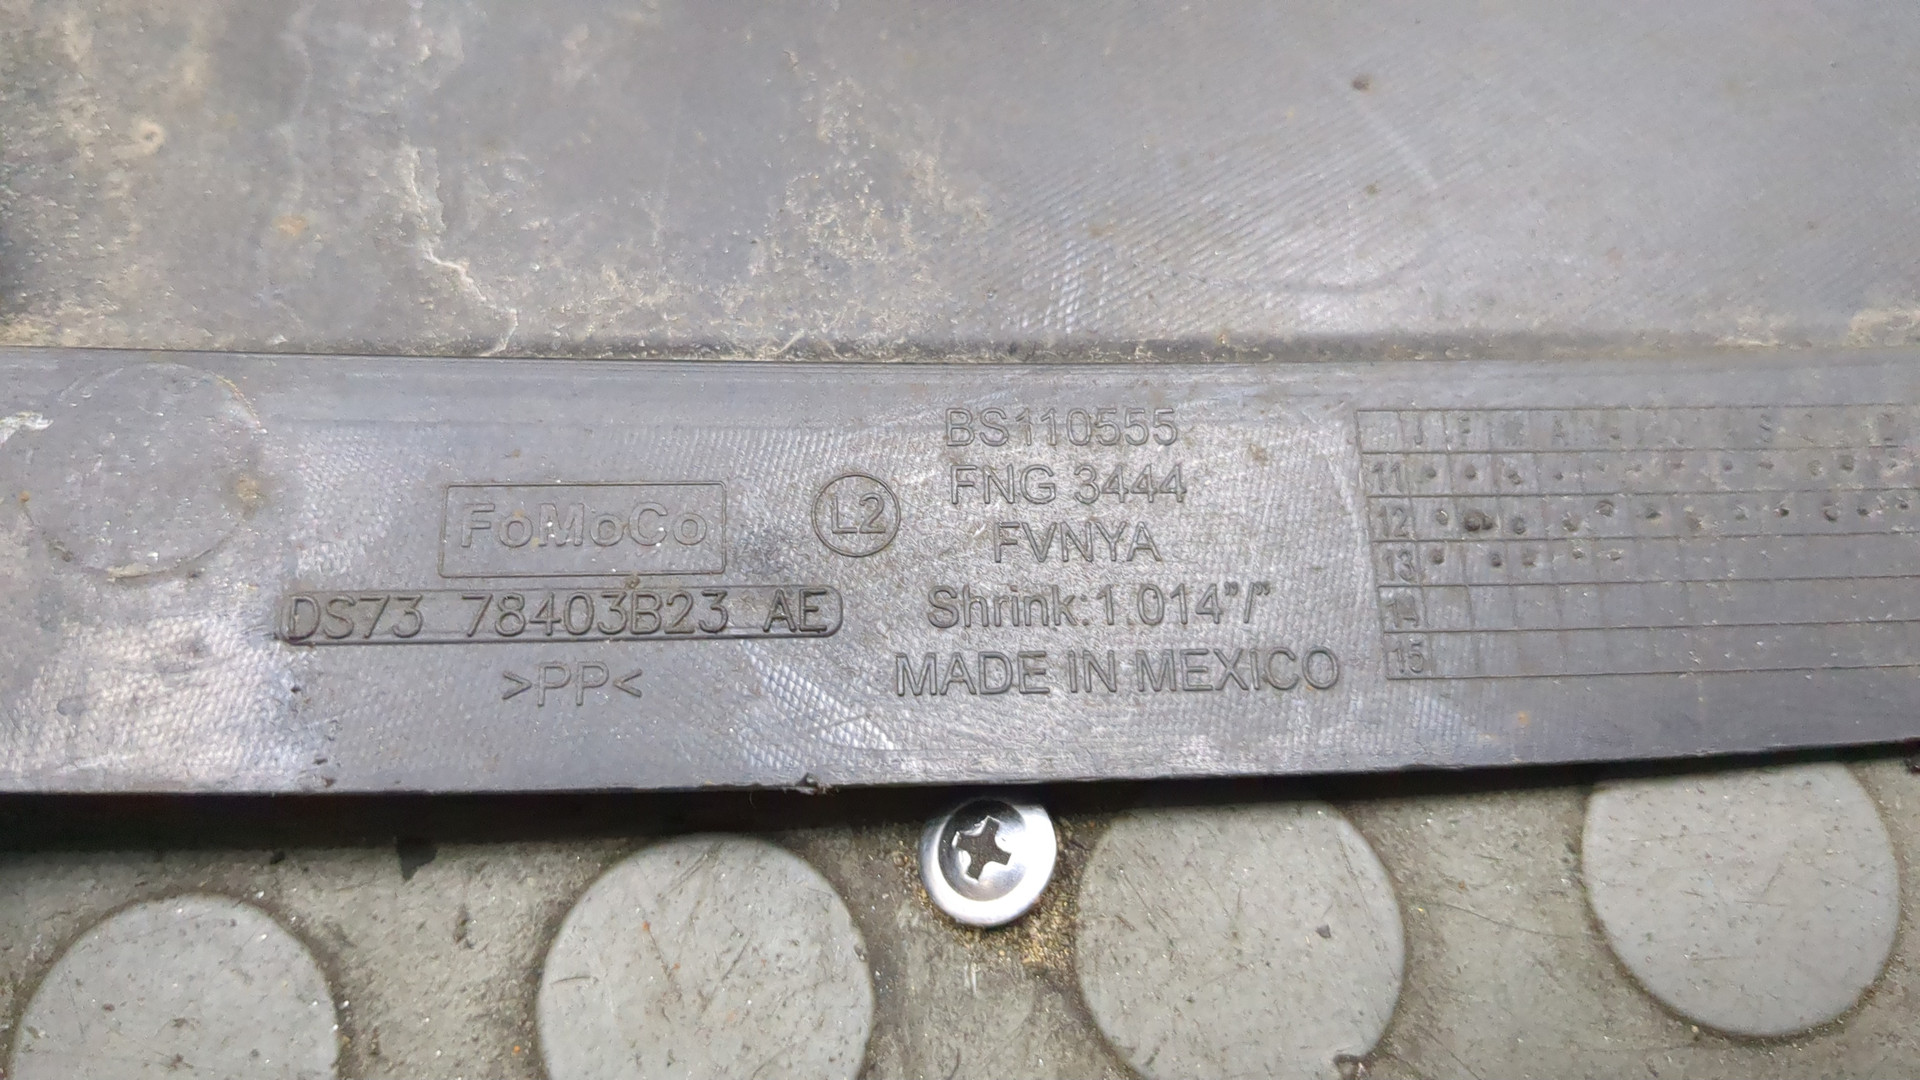 FoMoCo
DS73 78403B23 AE
>PP<
L2
BS110555
FNG 3444
FVNYA
Shrink:1.014"/"
MADE IN MEXICO
J F M A S
11
12
13
14
15